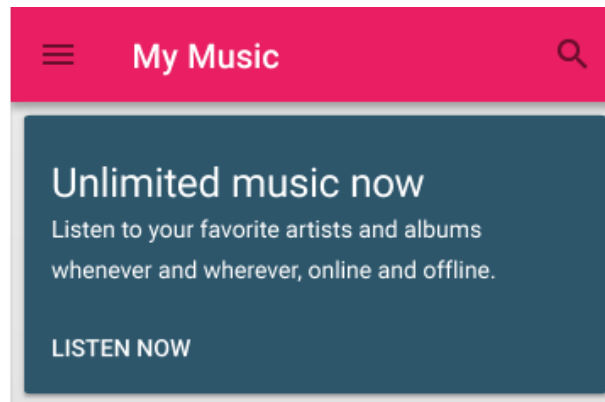 My Music
Unlimited music now
Listen to your favorite artists and albums
whenever and wherever, online and offline.
LISTEN NOW